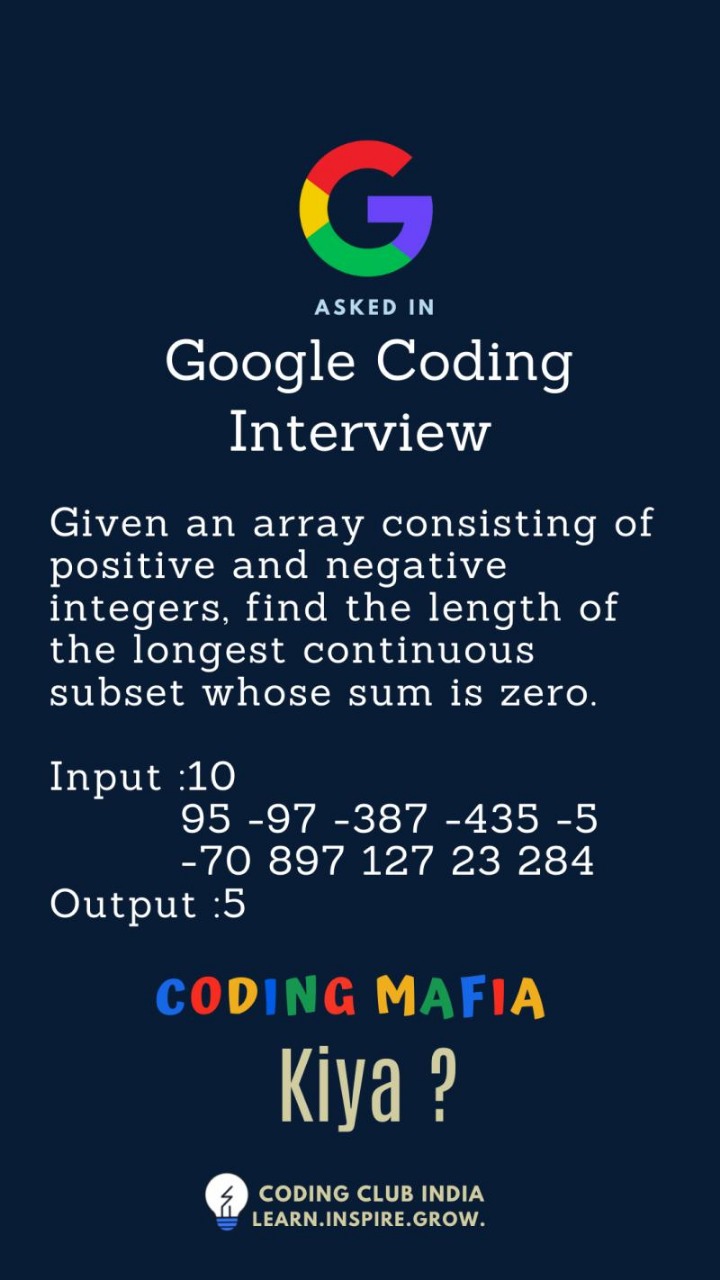 ASKED IN
Google Coding
Interview
Given an array consisting of
positive and negative
integers, find the length of
the longest continuous
subset whose sum is zero.
Input :10
95 -97 -387 -435 -5
-70 897 127 23 284
Output :5
CODING MAFIA
Kiya ?
CODING CLUB INDIA
LEARN.INSPIRE.GROW.